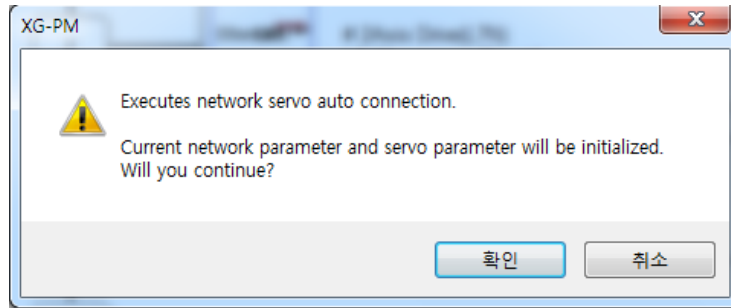 XG-PM
Executes network servo auto connection.
Current network parameter and servo parameter will be initialized.
Will you continue?
확인
취소